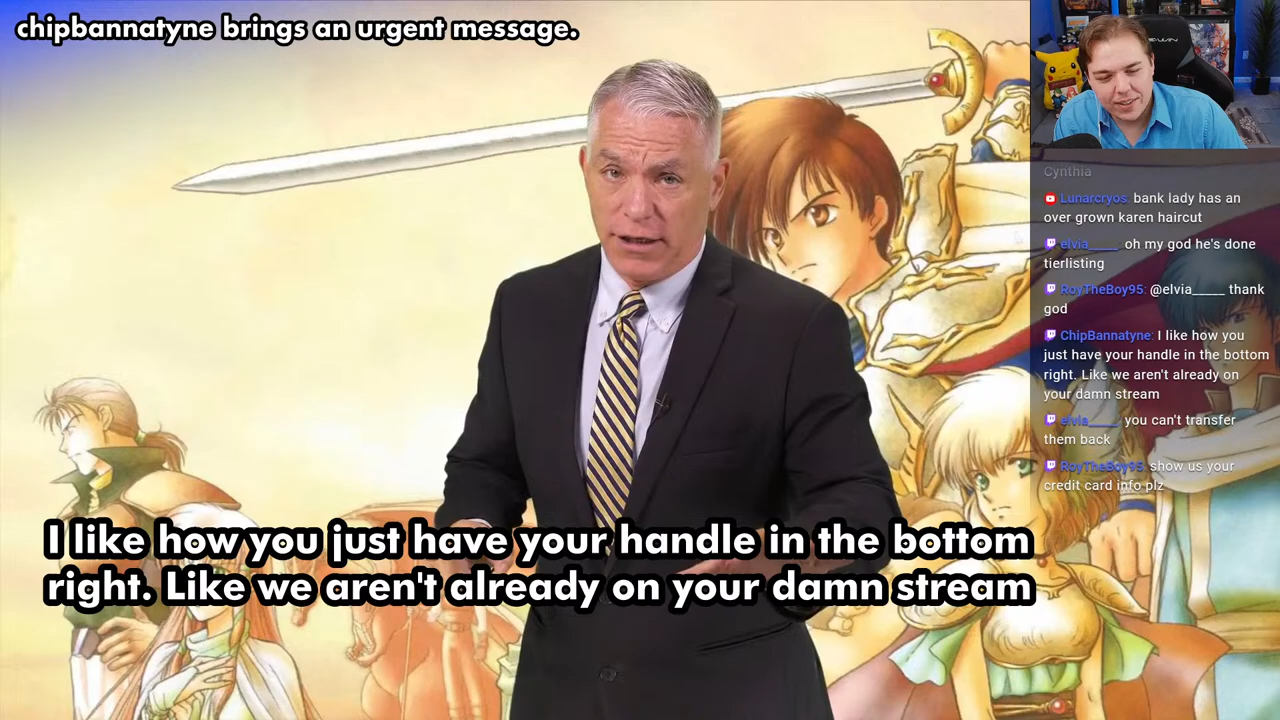 chipbannatyne brings an urgent message.
I like how you just have your handle in the bottom
right. Like we aren't already on your damn stream
Cynthia
Lunarcryos: bank lady has an
over grown karen haircut
elvia_____: oh my god he's done
tierlisting
RoyTheBoy95: @elvia_____ thank
god
ChipBannatyne: I like how you
just have your handle in the bottom
right. Like we aren't already on
your damn stream
elvia_____: you can't transfer
them back
RoyTheBoy95: show us your
credit card info plz